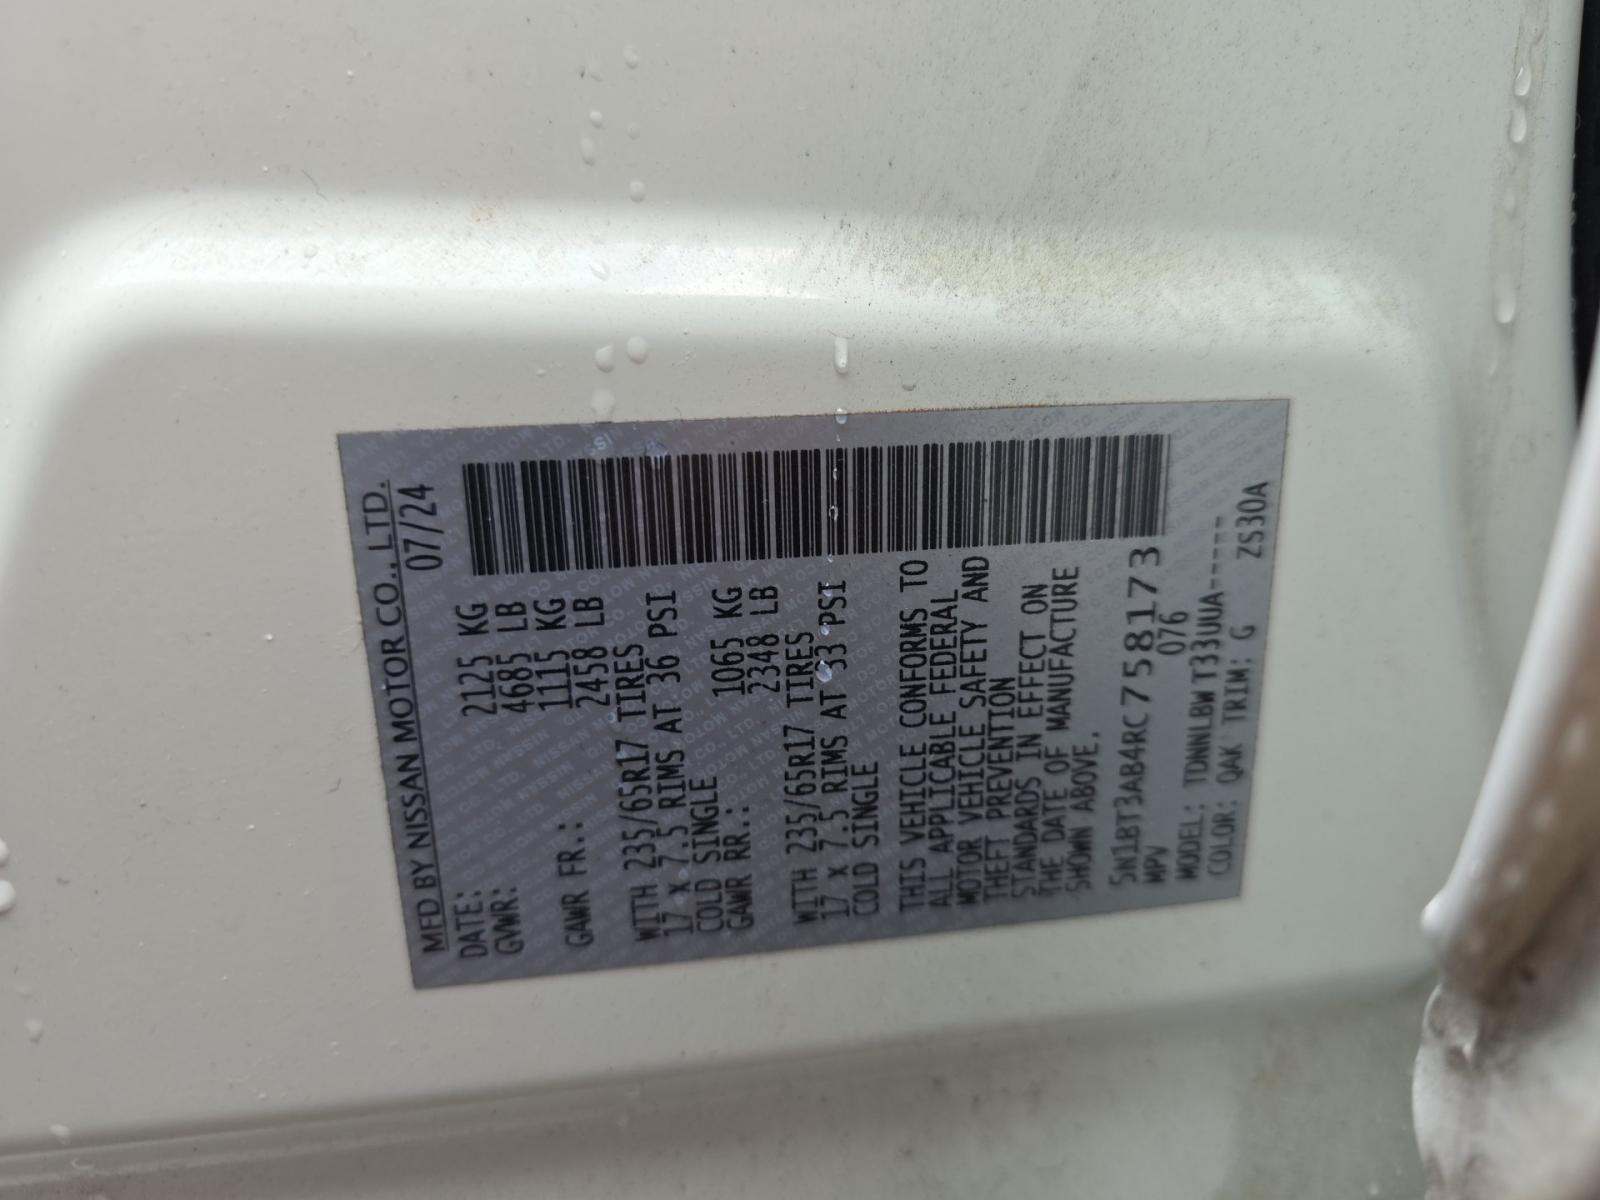 MFD BY NISSAN MOTOR CO., LTD.
DATE: 07/24
GVWR: 2125 KG
4685 LB
GAWR FR.: 1115 KG
2458 LB
WITH 235/65R17 TIRES
17 X 7.5 RIMS AT 36 PSI
COLD SINGLE
GAWR RR.: 1065 KG
2348 LB
WITH 235/65R17 TIRES
17 X 7.5 RIMS AT 33 PSI
COLD SINGLE
THIS VEHICLE CONFORMS TO
ALL APPLICABLE FEDERAL
MOTOR VEHICLE SAFETY AND
THEFT PREVENTION
STANDARDS IN EFFECT ON
THE DATE OF MANUFACTURE
SHOWN ABOVE.
5N1BT3AB4RC758173
MPV 076
MODEL: TDNNLBW T33UUA-----
COLOR: QAK TRIM: G ZS30A